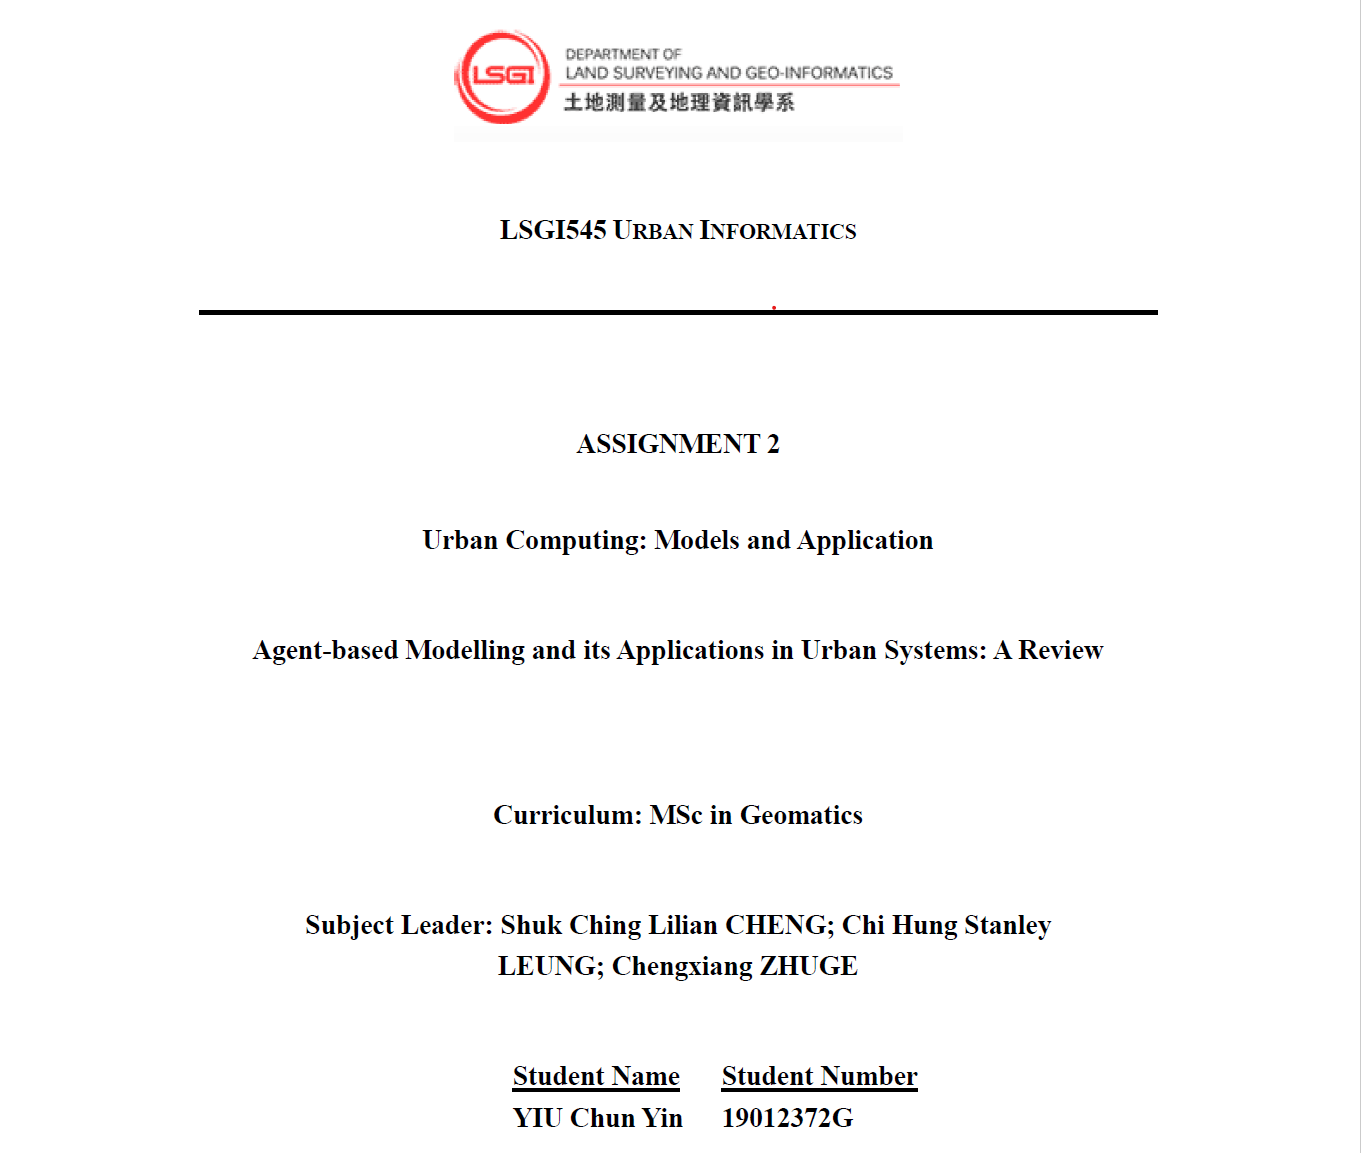 LSGI
DEPARTMENT OF
LAND SURVEYING AND GEO-INFORMATICS
土地測量及地理資訊學系
LSGI545 URBAN INFORMATICS
ASSIGNMENT 2
Urban Computing: Models and Application
Agent-based Modelling and its Applications in Urban Systems: A Review
Curriculum: MSc in Geomatics
Subject Leader: Shuk Ching Lilian CHENG; Chi Hung Stanley
LEUNG; Chengxiang ZHUGE
Student Name Student Number
YIU Chun Yin 19012372G